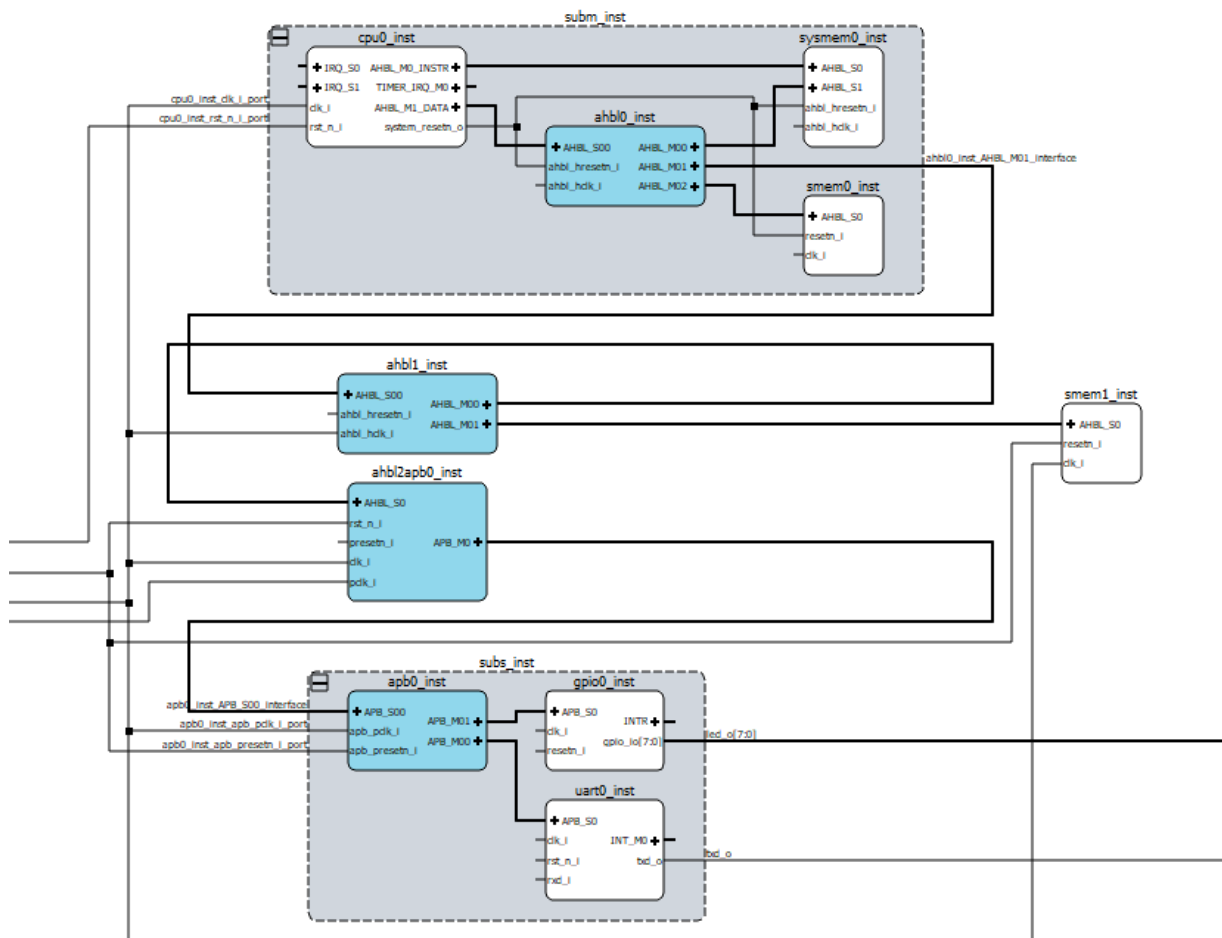 subm_inst
cpu0_inst
IRQ_S0 AHBL_M0_INSTR
IRQ_S1 TIMER_IRQ_M0
cpu0_inst_clk_i_port
clk_i AHBL_M1_DATA
cpu0_inst_rst_n_i_port
rst_n_i system_resetn_o
sysmem0_inst
AHBL_S0
AHBL_S1
ahbl_hresetn_i
ahbl_hclk_i
ahbl0_inst
AHBL_S00 AHBL_M00
ahbl_hresetn_i AHBL_M01
ahbl_hclk_i AHBL_M02
ahbl0_inst_AHBL_M01_interface
smem0_inst
AHBL_S0
resetn_i
clk_i
ahbl1_inst
AHBL_S00 AHBL_M00
ahbl_hresetn_i AHBL_M01
ahbl_hclk_i
smem1_inst
AHBL_S0
resetn_i
clk_i
ahbl2apb0_inst
AHBL_S0
rst_n_i
presetn_i APB_M0
clk_i
pclk_i
subs_inst
apb0_inst
apb0_inst_APB_S00_interface
APB_S00 APB_M01
apb0_inst_apb_pclk_i_port
apb_pclk_i APB_M00
apb0_inst_apb_presetn_i_port
apb_presetn_i
gpio0_inst
APB_S0 INTR
clk_i gpio_io[7:0]
resetn_i
led_o[7:0]
uart0_inst
APB_S0
clk_i INT_M0
rst_n_i txd_o
rxd_i
txd_o